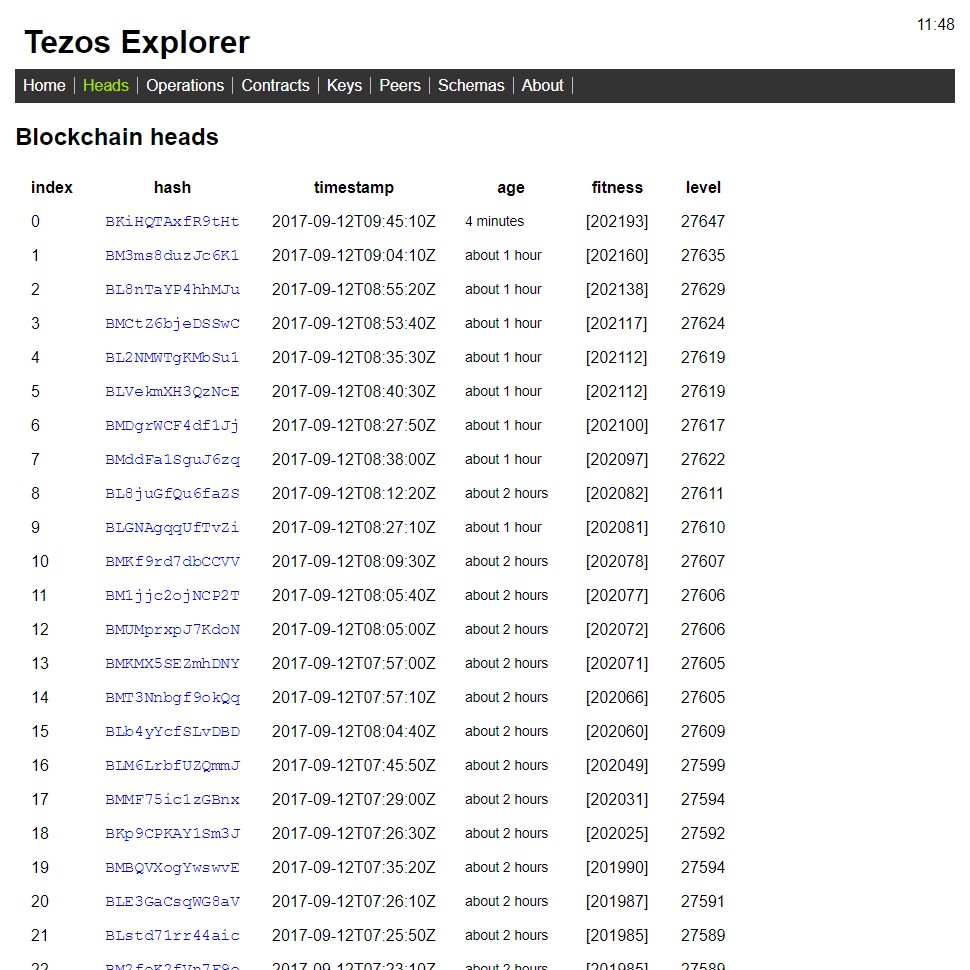 11:48
Tezos Explorer
Home | Heads | Operations | Contracts | Keys | Peers | Schemas | About |
Blockchain heads
index hash timestamp age fitness level
0 BKiHQTAxfR9tHt 2017-09-12T09:45:10Z 4 minutes [202193] 27647
1 BM3ms8duzJc6K1 2017-09-12T09:04:10Z about 1 hour [202160] 27635
2 BL8nTaYP4hhMJu 2017-09-12T08:55:20Z about 1 hour [202138] 27629
3 BMCtZ6bjeDSSwC 2017-09-12T08:53:40Z about 1 hour [202117] 27624
4 BL2NMWTgKMbSu1 2017-09-12T08:35:30Z about 1 hour [202112] 27619
5 BLVekmXH3QzNcE 2017-09-12T08:40:30Z about 1 hour [202112] 27619
6 BMDgrWCF4df1Jj 2017-09-12T08:27:50Z about 1 hour [202100] 27617
7 BMddFa1SguJ6zq 2017-09-12T08:38:00Z about 1 hour [202097] 27622
8 BL8juGfQu6faZS 2017-09-12T08:12:20Z about 2 hours [202082] 27611
9 BLGNAgqqUfTvZi 2017-09-12T08:27:10Z about 1 hour [202081] 27610
10 BMKf9rd7dbCCVV 2017-09-12T08:09:30Z about 2 hours [202078] 27607
11 BM1jjc2ojNCP2T 2017-09-12T08:05:40Z about 2 hours [202077] 27606
12 BMUMprxpJ7KdoN 2017-09-12T08:05:00Z about 2 hours [202072] 27606
13 BMKMX5SEZmhDNY 2017-09-12T07:57:00Z about 2 hours [202071] 27605
14 BMT3Nnbgf9okQq 2017-09-12T07:57:10Z about 2 hours [202066] 27605
15 BLb4yYcfSLvDBD 2017-09-12T08:04:40Z about 2 hours [202060] 27609
16 BLM6LrbfUZQmmJ 2017-09-12T07:45:50Z about 2 hours [202049] 27599
17 BMMF75ic1zGBnx 2017-09-12T07:29:00Z about 2 hours [202031] 27594
18 BKp9CPKAY1Sm3J 2017-09-12T07:26:30Z about 2 hours [202025] 27592
19 BMBQVXogYwswvE 2017-09-12T07:35:20Z about 2 hours [201990] 27594
20 BLE3GaCsqWG8aV 2017-09-12T07:26:10Z about 2 hours [201987] 27591
21 BLstd71rr44aic 2017-09-12T07:25:50Z about 2 hours [201985] 27589
22 2017-09-12T07:23:10Z about 2 hours [201985] 27589